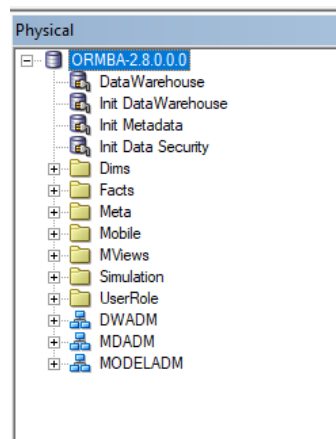 Physical
ORMBA-2.8.0.0.0
DataWarehouse
Init DataWarehouse
Init Metadata
Init Data Security
Dims
Facts
Meta
Mobile
MViews
Simulation
UserRole
DWADM
MDADM
MODELADM